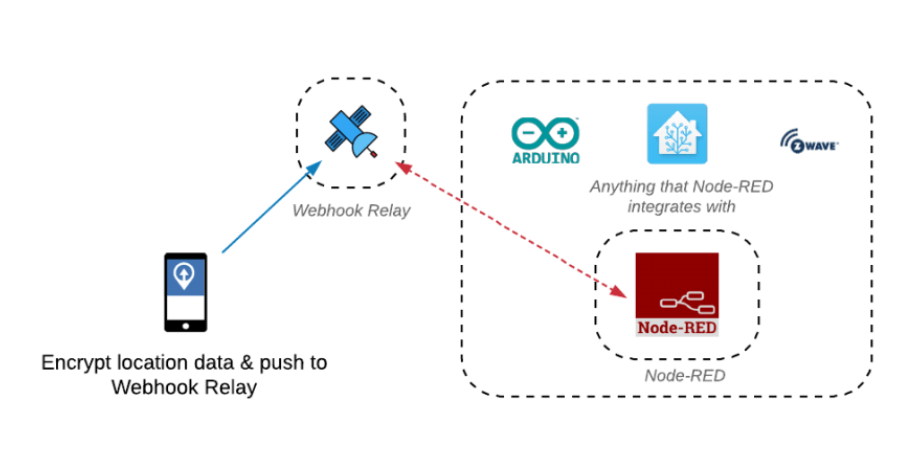 ARDUINO
Z WAVE
Anything that Node-RED
integrates with
Webhook Relay
Node-RED
Encrypt location data & push to
Webhook Relay
Node-RED